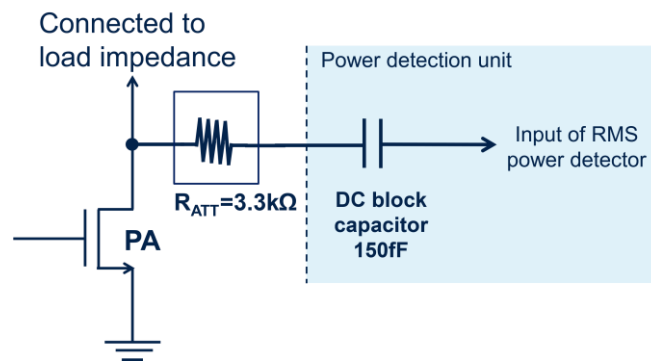 Connected to
load impedance
Power detection unit
Input of RMS
power detector
R_ATT=3.3kΩ
DC block
capacitor
150fF
PA